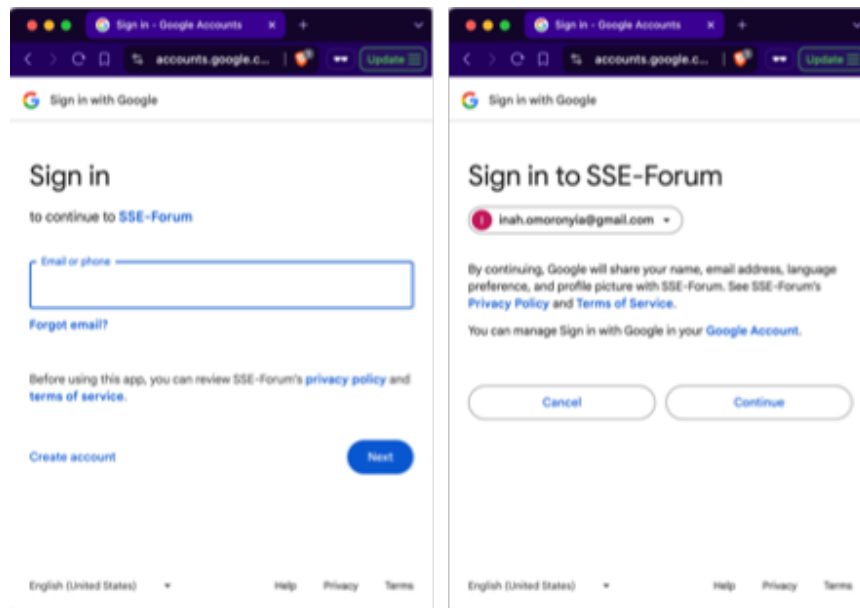 Sign in - Google Accounts
accounts.google.c...
Update
Sign in with Google
Sign in
to continue to SSE-Forum
Email or phone
Forgot email?
Before using this app, you can review SSE-Forum's privacy policy and
terms of service.
Create account
Next
English (United States)
Help
Privacy
Terms
Sign in - Google Accounts
accounts.google.c...
Update
Sign in with Google
Sign in to SSE-Forum
I
inah.omoronyia@gmail.com
By continuing, Google will share your name, email address, language
preference, and profile picture with SSE-Forum. See SSE-Forum's
Privacy Policy and Terms of Service.
You can manage Sign in with Google in your Google Account.
Cancel
Continue
English (United States)
Help
Privacy
Terms